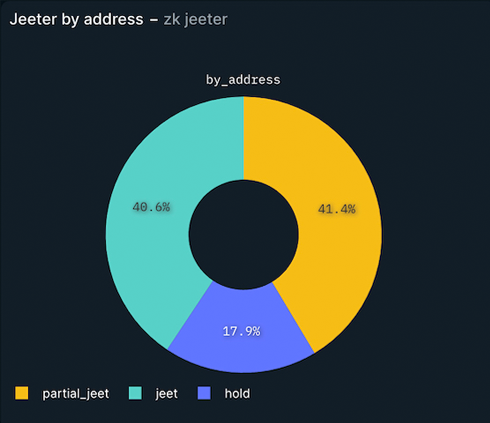 Jeeter by address – zk jeeter
by_address
40.6%
41.4%
17.9%
partial_jeet jeet hold